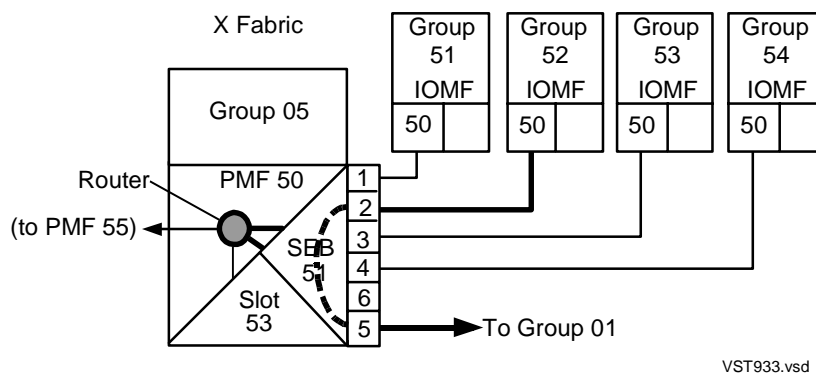 X Fabric
Group 51
IOMF
50
Group 52
IOMF
50
Group 53
IOMF
50
Group 54
IOMF
50
Group 05
Router
PMF 50
(to PMF 55)
SEB 51
Slot 53
1
2
3
4
6
5
To Group 01
VST933.vsd